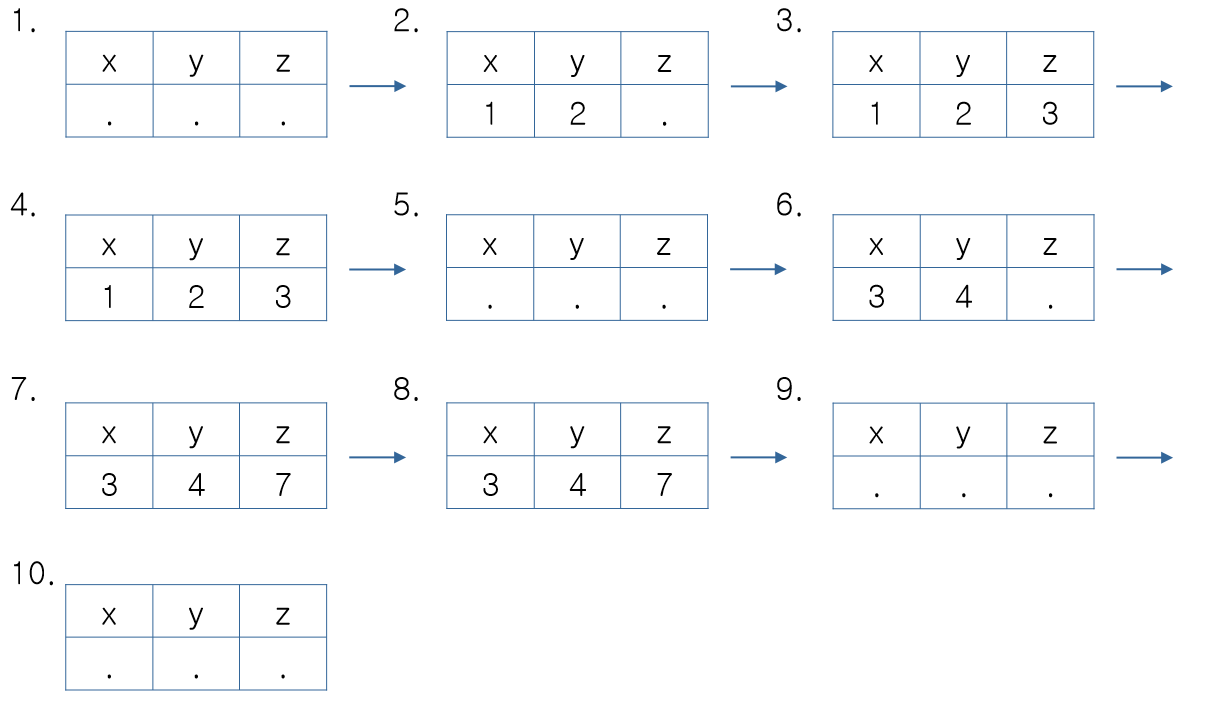 1. 2. 3.
x y z x y z x y z
. . . 1 2 . 1 2 3
4. 5. 6.
x y z x y z x y z
1 2 3 . . . 3 4 .
7. 8. 9.
x y z x y z x y z
3 4 7 3 4 7 . . .
10.
x y z
. . .